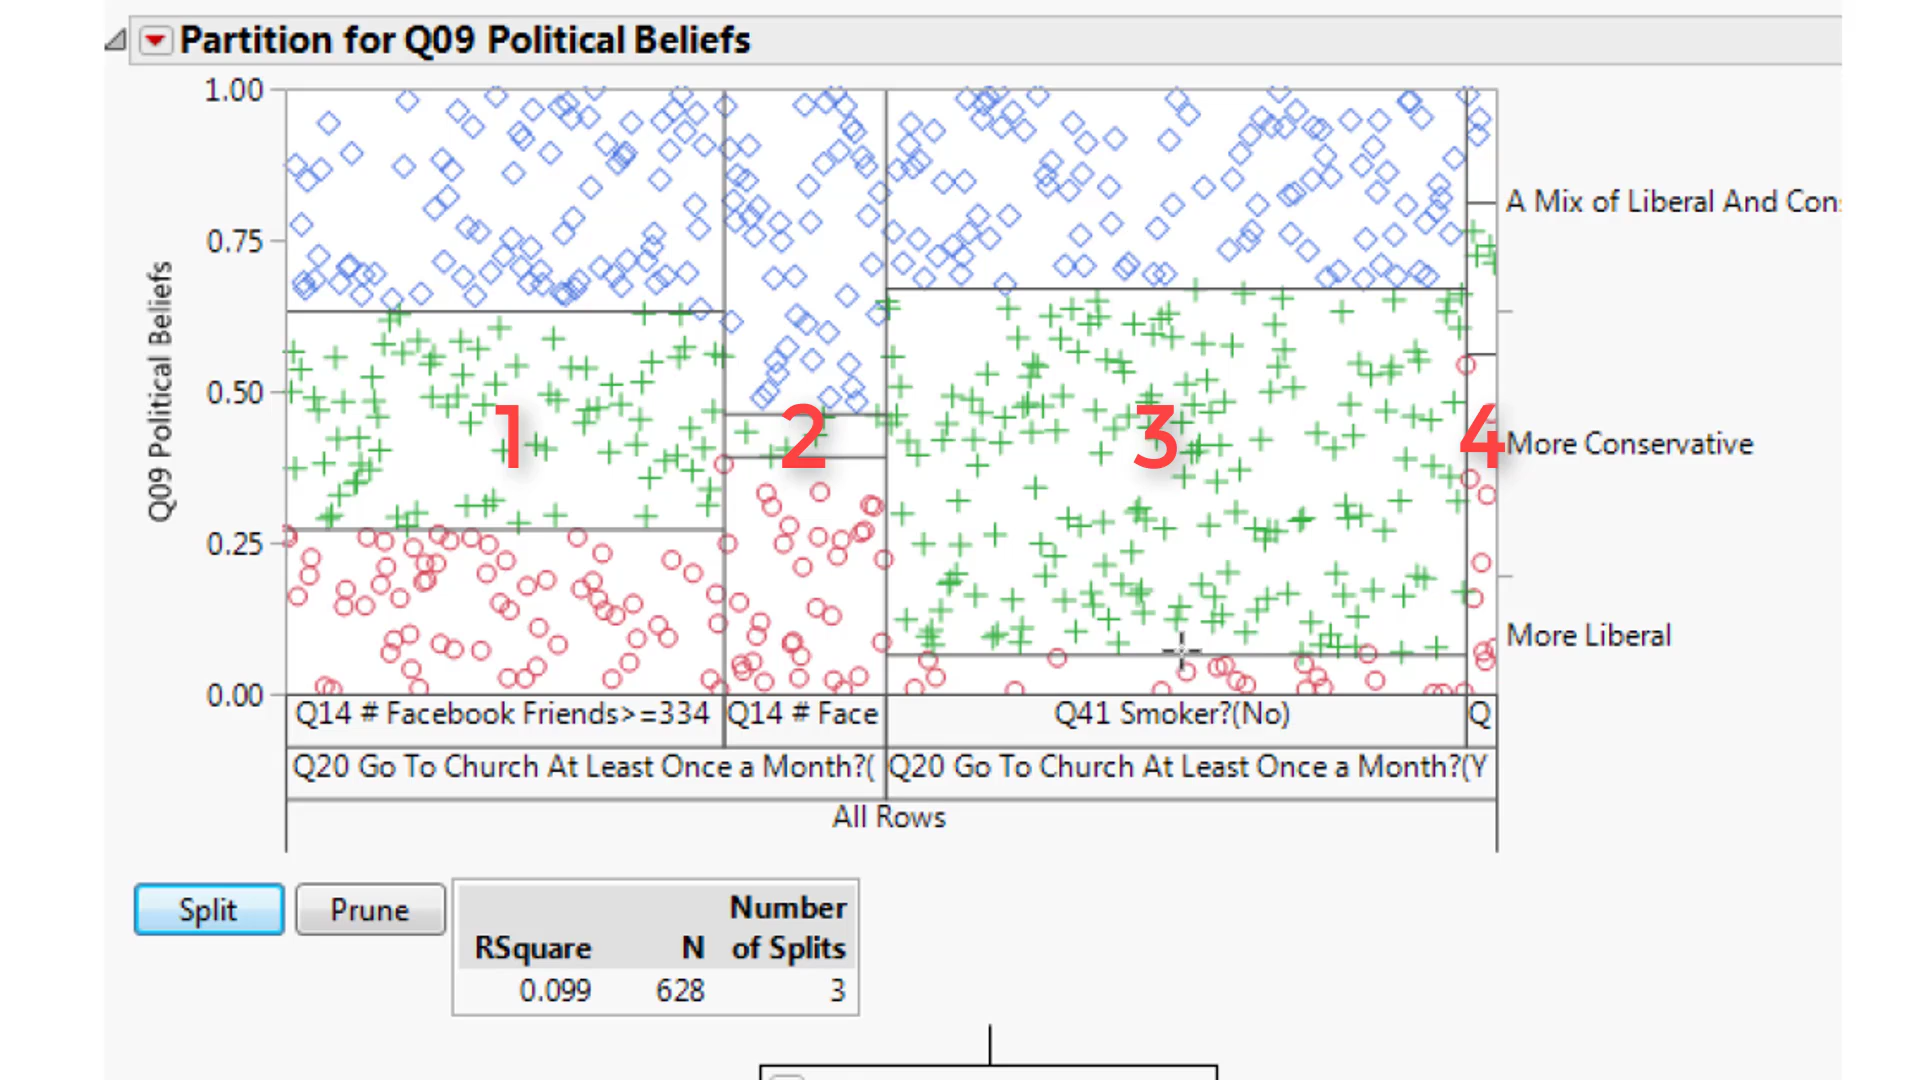 Partition for Q09 Political Beliefs
1.00
0.75
0.50
0.25
0.00
Q09 Political Beliefs
1
2
3
4
A Mix of Liberal And Con
More Conservative
More Liberal
Q14 # Facebook Friends>=334
Q14 # Face
Q41 Smoker?(No)
Q
Q20 Go To Church At Least Once a Month?(
Q20 Go To Church At Least Once a Month?(Y
All Rows
Split
Prune
Number
RSquare N of Splits
0.099 628 3